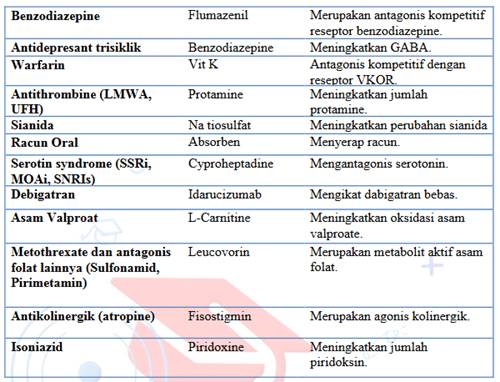 Benzodiazepine Flumazenil Merupakan antagonis kompetitif
reseptor benzodiazepine.
Antidepresant trisiklik Benzodiazepine Meningkatkan GABA.
Warfarin Vit K Antagonis kompetitif dengan
reseptor VKOR.
Antithrombine (LMWA, Protamine Meningkatkan jumlah
UFH) protamine.
Sianida Na tiosulfat Meningkatkan perubahan sianida
Racun Oral Absorben Menyerap racun.
Serotin syndrome (SSRi, Cyproheptadine Mengantagonis serotonin.
MOAi, SNRIs)
Debigatran Idarucizumab Mengikat dabigatran bebas.
Asam Valproat L-Carnitine Meningkatkan oksidasi asam
valproate.
Metothrexate dan antagonis Leucovorin Merupakan metabolit aktif asam
folat lainnya (Sulfonamid, folat.
Pirimetamin)
Antikolinergik (atropine) Fisostigmin Merupakan agonis kolinergik.
Isoniazid Piridoxine Meningkatkan jumlah
piridoksin.